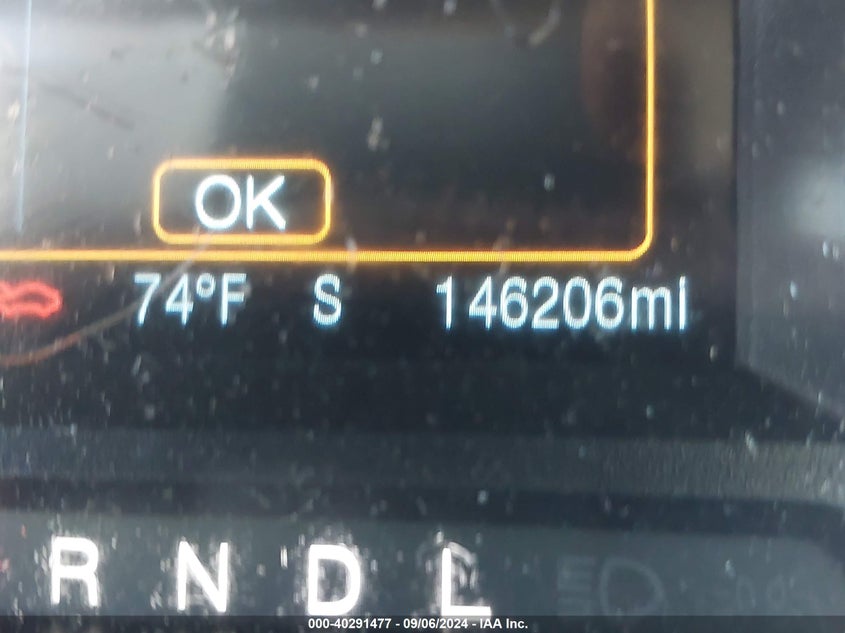 OK
74°F S 146206mi
R N D L
000-40291477 - 09/06/2024 - IAA Inc.